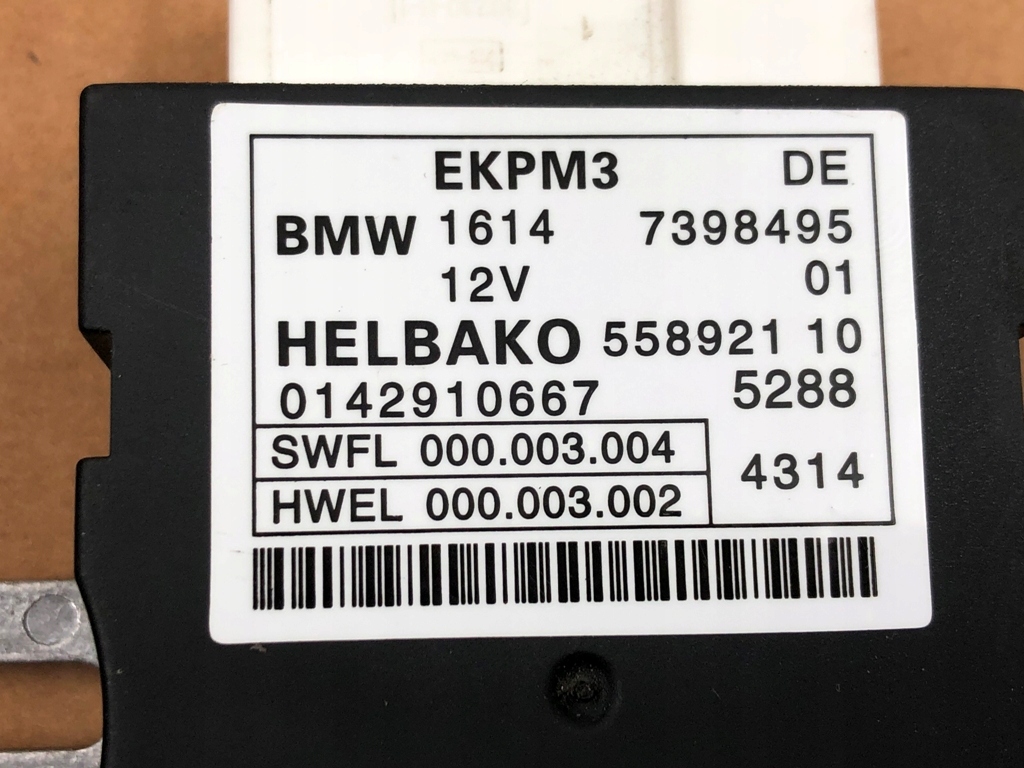 EKPM3 DE
BMW 1614 7398495
12V 01
HELBAKO 558921 10
0142910667 5288
SWFL 000.003.004 4314
HWEL 000.003.002